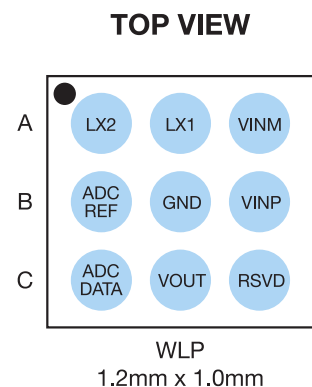 TOP VIEW
A LX2 LX1 VINM
B ADC REF GND VINP
C ADC DATA VOUT RSVD
WLP
1.2mm x 1.0mm